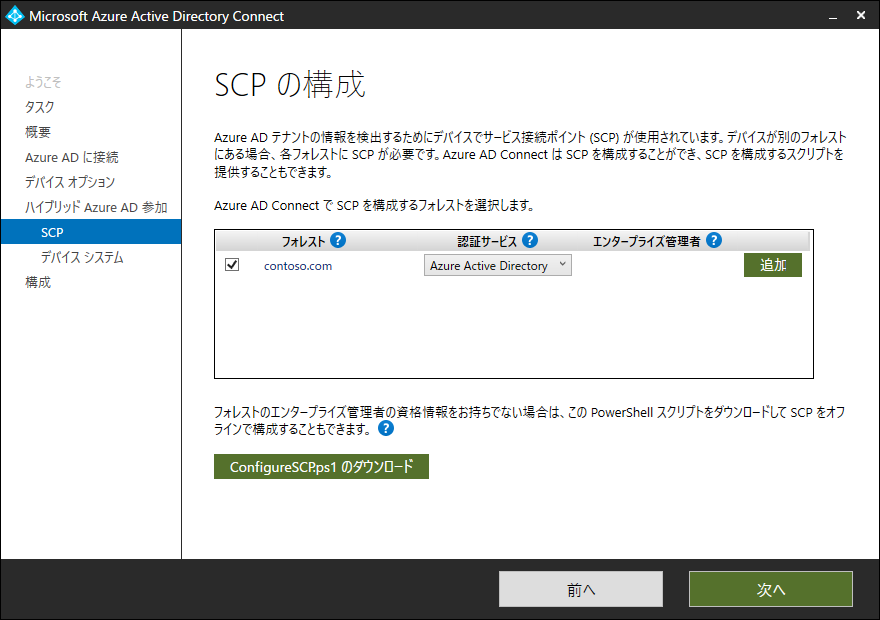 Microsoft Azure Active Directory Connect
ようこそ
タスク
概要
Azure AD に接続
デバイス オプション
ハイブリッド Azure AD 参加
SCP
デバイス システム
構成
SCP の構成
Azure AD テナントの情報を検出するためにデバイスでサービス接続ポイント (SCP) が使用されています。デバイスが別のフォレスト
にある場合、各フォレストに SCP が必要です。Azure AD Connect は SCP を構成することができ、SCP を構成するスクリプトを
提供することもできます。
Azure AD Connect で SCP を構成するフォレストを選択します。
フォレスト ? 認証サービス ? エンタープライズ管理者 ?
contoso.com Azure Active Directory 追加
フォレストのエンタープライズ管理者の資格情報をお持ちでない場合は、この PowerShell スクリプトをダウンロードして SCP をオフ
ラインで構成することもできます。 ?
ConfigureSCP.ps1 のダウンロード
前へ 次へ